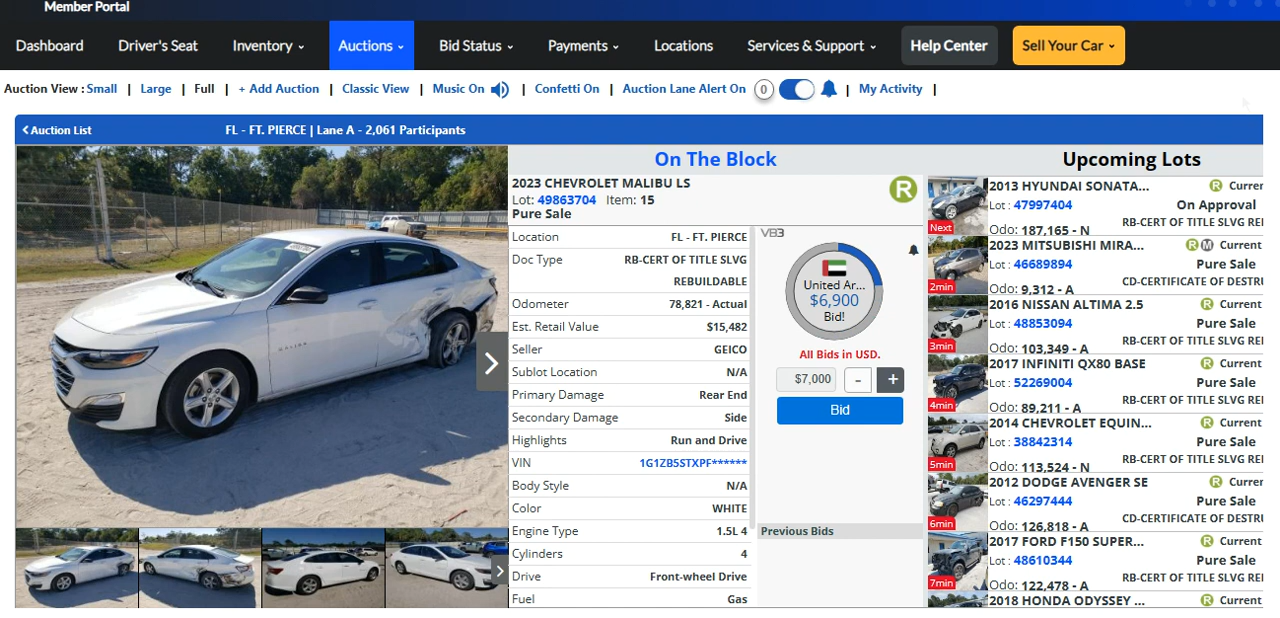 Member Portal
Dashboard Driver's Seat Inventory Auctions Bid Status Payments Locations Services & Support Help Center Sell Your Car
Auction View : Small | Large | Full | + Add Auction | Classic View | Music On | Confetti On | Auction Lane Alert On 0 | My Activity |
Auction List FL - FT. PIERCE | Lane A - 2,061 Participants
On The Block
2023 CHEVROLET MALIBU LS
Lot: 49863704 Item: 15
Pure Sale
R
Location FL - FT. PIERCE
Doc Type RB-CERT OF TITLE SLVG
REBUILDABLE
Odometer 78,821 - Actual
Est. Retail Value $15,482
Seller GEICO
Sublot Location N/A
Primary Damage Rear End
Secondary Damage Side
Highlights Run and Drive
VIN 1G1ZB5STXPF******
Body Style N/A
Color WHITE
Engine Type 1.5L 4
Cylinders 4
Drive Front-wheel Drive
Fuel Gas
VB3
United Ar...
$6,900
Bid!
All Bids in USD.
$7,000 - +
Bid
Previous Bids
Upcoming Lots
2013 HYUNDAI SONATA... R Curren
Lot : 47997404 On Approval
RB-CERT OF TITLE SLVG REI
Next Odo: 187,165 - N
2023 MITSUBISHI MIRA... R M Current
Lot : 46689894 Pure Sale
CD-CERTIFICATE OF DESTRU
2min Odo: 9,312 - A
2016 NISSAN ALTIMA 2.5 R Current
Lot : 48853094 Pure Sale
RB-CERT OF TITLE SLVG REI
3min Odo: 103,349 - A
2017 INFINITI QX80 BASE R Current
Lot : 52269004 Pure Sale
RB-CERT OF TITLE SLVG REI
4min Odo: 89,211 - A
2014 CHEVROLET EQUIN... R Current
Lot : 38842314 Pure Sale
RB-CERT OF TITLE SLVG REI
5min Odo: 113,524 - N
2012 DODGE AVENGER SE R Curren
Lot : 46297444 Pure Sale
CD-CERTIFICATE OF DESTRU
6min Odo: 126,818 - A
2017 FORD F150 SUPER... R Current
Lot : 48610344 Pure Sale
RB-CERT OF TITLE SLVG REI
7min Odo: 122,478 - A
2018 HONDA ODYSSEY ... R Current